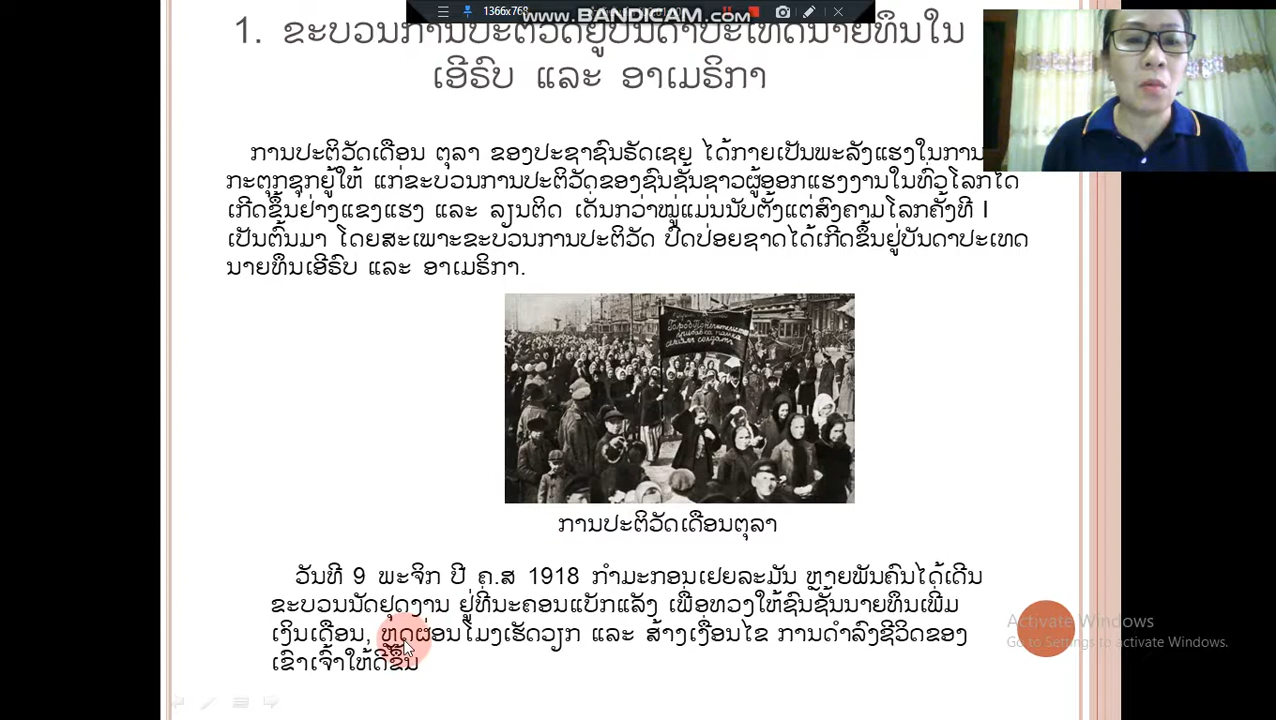 1366x768
www.BANDICAM.com
1. ຂະບວນການປະຕິວັດຢູ່ບັນດາປະເທດນາຍທຶນໃນ
ເອີຣົບ ແລະ ອາເມຣິກາ
ການປະຕິວັດເດືອນ ຕຸລາ ຂອງປະຊາຊົນຣັດເຊຍ ໄດ້ກາຍເປັນພະລັງແຮງໃນການ
ກະຕຸກຊຸກຍູ້ໃຫ້ ແກ່ຂະບວນການປະຕິວັດຂອງຊົນຊັ້ນຊາວຜູ້ອອກແຮງງານໃນທົ່ວໂລກໄດ້
ເກີດຂຶ້ນຢ່າງແຂງແຮງ ແລະ ລຽນຕິດ ເດັ່ນກວ່າໝູ່ແມ່ນນັບຕັ້ງແຕ່ສົງຄາມໂລກຄັ້ງທີ I
ເປັນຕົ້ນມາ ໂດຍສະເພາະຂະບວນການປະຕິວັດ ປົດປ່ອຍຊາດໄດ້ເກີດຂຶ້ນຢູ່ບັນດາປະເທດ
ນາຍທຶນເອີຣົບ ແລະ ອາເມຣິກາ.
ການປະຕິວັດເດືອນຕຸລາ
ວັນທີ 9 ພະຈິກ ປີ ຄ.ສ 1918 ກຳມະກອນເຢຍລະມັນ ຫຼາຍພັນຄົນໄດ້ເດີນ
ຂະບວນນັດຢຸດງານ ຢູ່ທີ່ນະຄອນແບັກແລັງ ເພື່ອທວງໃຫ້ຊົນຊັ້ນນາຍທຶນເພີ່ມ
ເງິນເດືອນ, ຫຼຸດຜ່ອນໂມງເຮັດວຽກ ແລະ ສ້າງເງື່ອນໄຂ ການດຳລົງຊີວິດຂອງ
ເຂົາເຈົ້າໃຫ້ດີຂຶ້ນ
Activate Windows
Go to Settings to activate Windows.